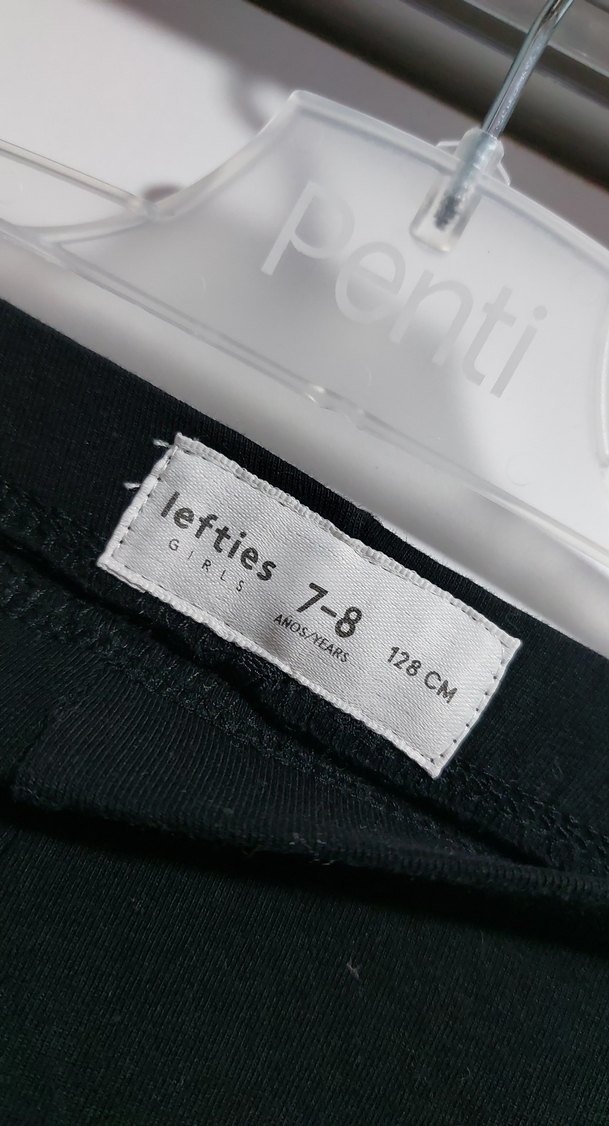 Penti
lefties
GIRLS
7-8
AÑOS/YEARS
128 CM